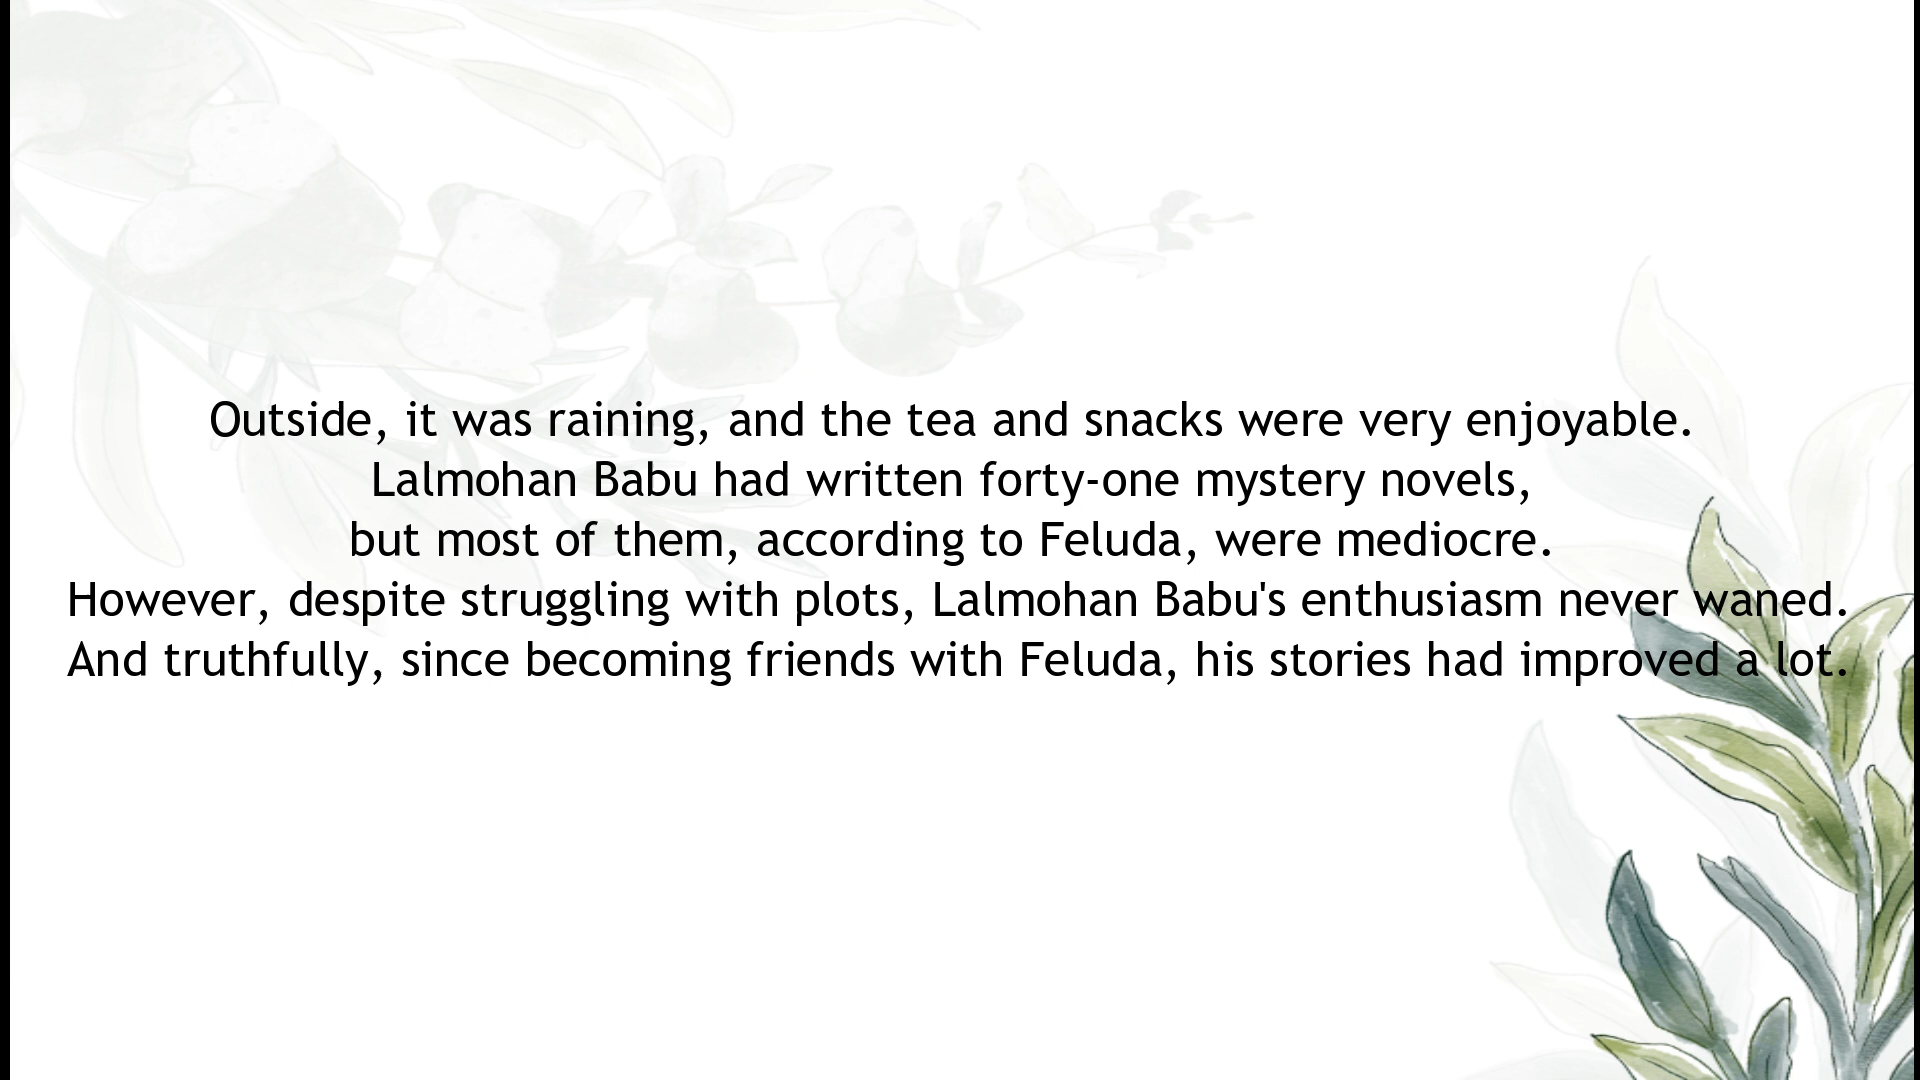 Outside, it was raining, and the tea and snacks were very enjoyable.
Lalmohan Babu had written forty-one mystery novels,
but most of them, according to Feluda, were mediocre.
However, despite struggling with plots, Lalmohan Babu's enthusiasm never waned.
And truthfully, since becoming friends with Feluda, his stories had improved a lot.